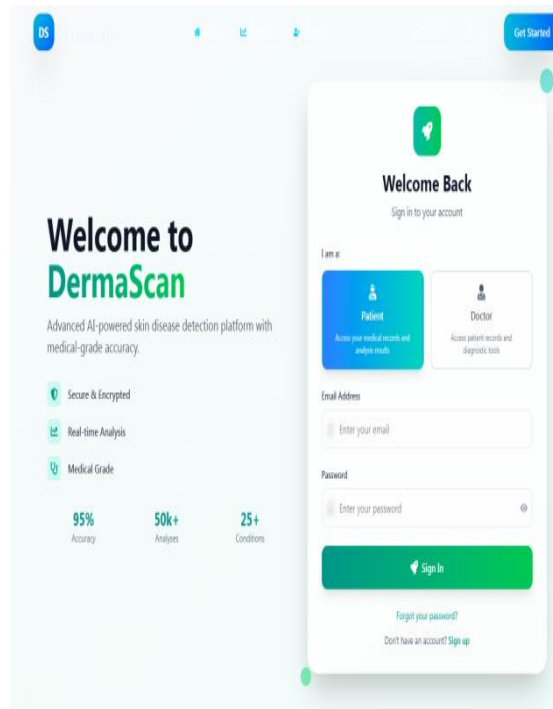 DS
Get Started
Welcome to
DermaScan
Advanced AI-powered skin disease detection platform with
medical-grade accuracy.
Secure & Encrypted
Real-time Analysis
Medical Grade
95%
Accuracy
50k+
Analyses
25+
Conditions
Welcome Back
Sign in to your account
I am a:
Patient
Access your medical records and
analysis results
Doctor
Access patient records and
diagnostic tools
Email Address
Enter your email
Password
Enter your password
Sign In
Forgot your password?
Don't have an account? Sign up